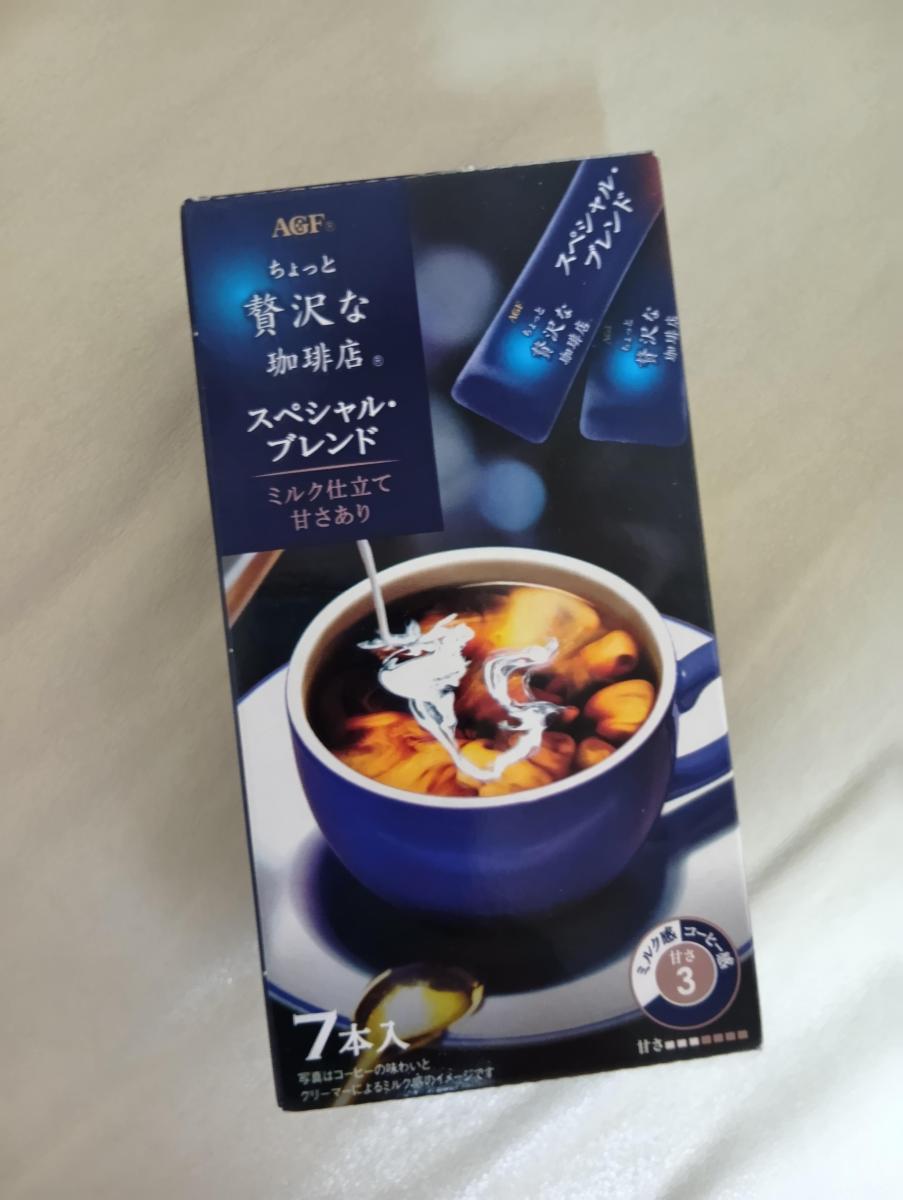 AGF®
ちょっと
贅沢な
珈琲店®
スペシャル・
ブレンド
ミルク仕立て
甘さあり
スペシャル・
ブレンド
AGF
ちょっと
贅沢な
珈琲店
AGF
ちょっと
贅沢な
珈琲店
ミルク感
コーヒー感
甘さ
3
甘さ
7本入
写真はコーヒーの味わいと
クリーマーによるミルク感のイメージです